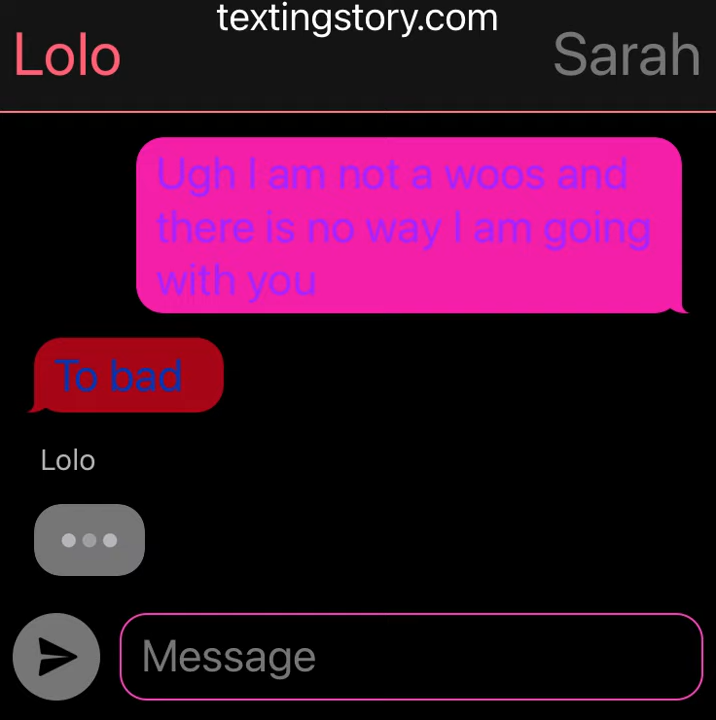 textingstory.com
Lolo Sarah
Ugh I am not a woos and
there is no way I am going
with you
To bad
Lolo
Message